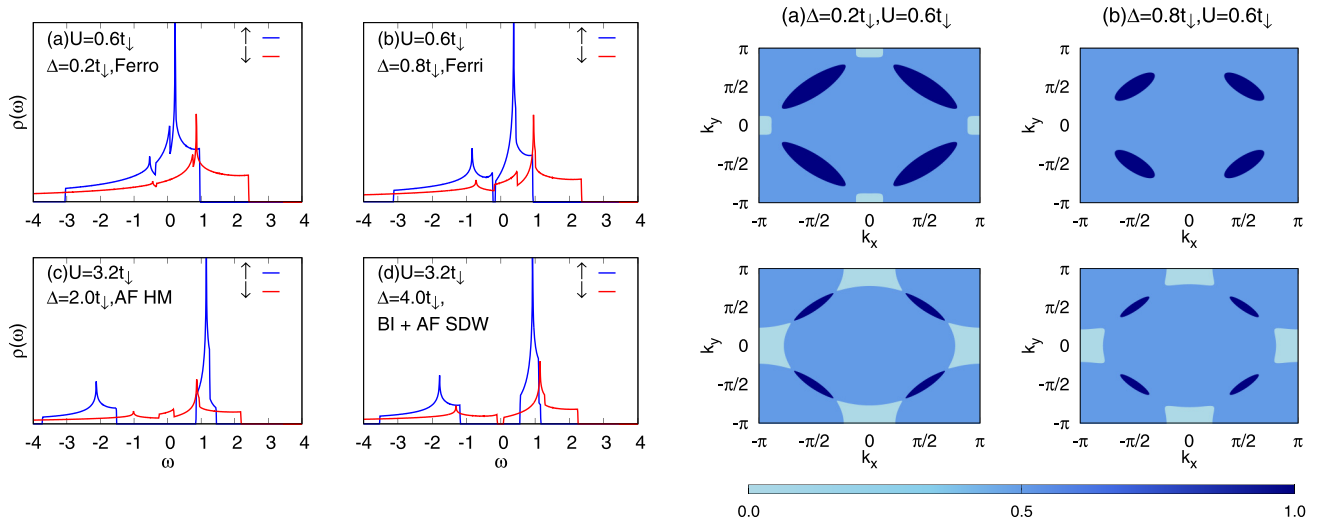 (a)U=0.6t↓ ↑
Δ=0.2t↓,Ferro ↓
ρ(ω)
-4 -3 -2 -1 0 1 2 3 4
(b)U=0.6t↓ ↑
Δ=0.8t↓,Ferri ↓
-4 -3 -2 -1 0 1 2 3 4
(c)U=3.2t↓ ↑
Δ=2.0t↓,AF HM ↓
ρ(ω)
-4 -3 -2 -1 0 1 2 3 4
ω
(d)U=3.2t↓ ↑
Δ=4.0t↓, ↓
BI + AF SDW
-4 -3 -2 -1 0 1 2 3 4
ω
(a)Δ=0.2t↓,U=0.6t↓
π
π/2
k_y 0
-π/2
-π
-π -π/2 0 π/2 π
k_x
(b)Δ=0.8t↓,U=0.6t↓
π
π/2
k_y 0
-π/2
-π
-π -π/2 0 π/2 π
k_x
π
π/2
k_y 0
-π/2
-π
-π -π/2 0 π/2 π
k_x
π
π/2
k_y 0
-π/2
-π
-π -π/2 0 π/2 π
k_x
0.0 0.5 1.0